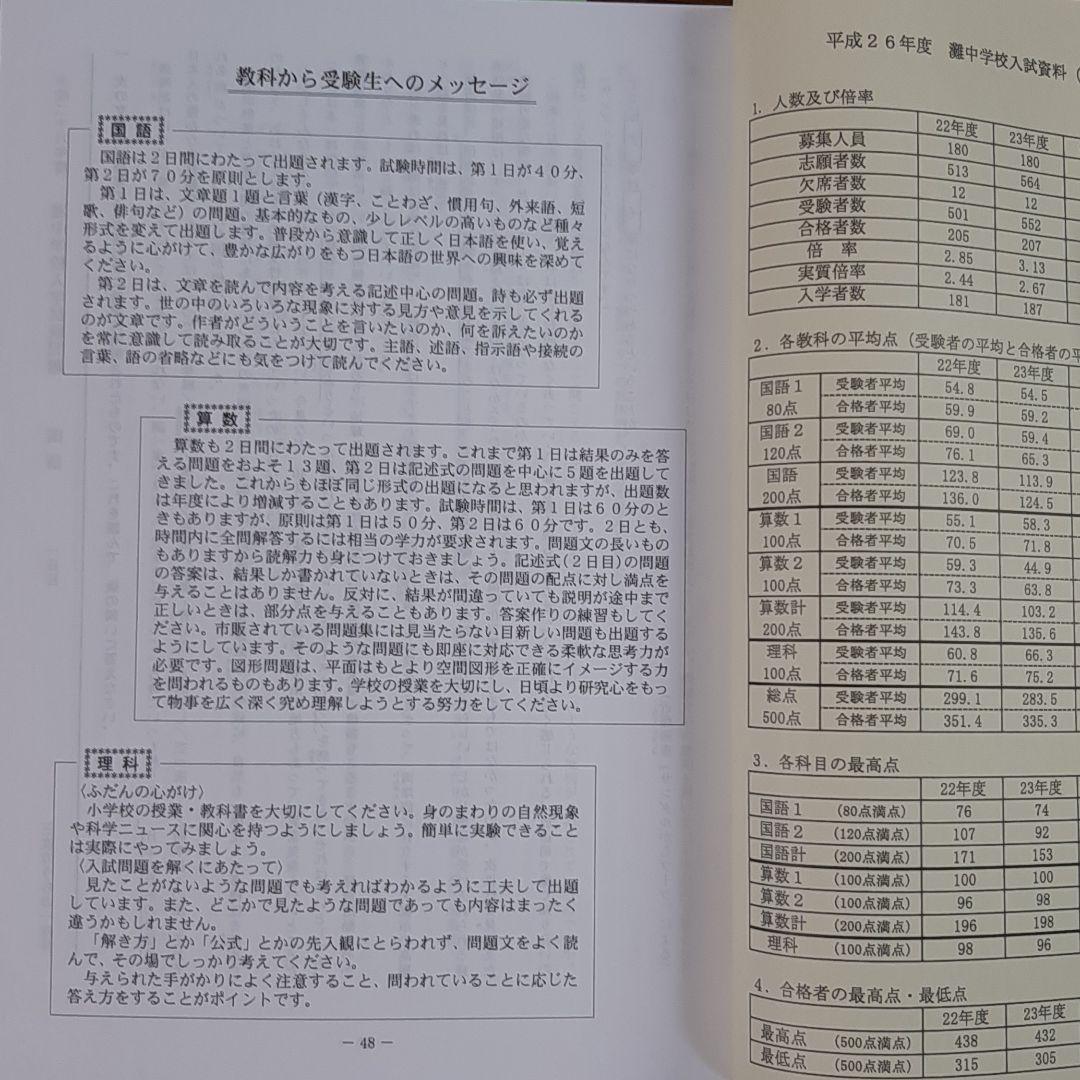 教科から受験生へのメッセージ
国語
国語は2日間にわたって出題されます。試験時間は、第1日が40分、
第2日が70分を原則とします。
第1日は、文章題1題と言葉(漢字、ことわざ、慣用句、外来語、短
歌、俳句など)の問題。基本的なもの、少しレベルの高いものなど種々
形式を変えて出題します。普段から意識して正しく日本語を使い、覚え
るように心がけて、豊かな広がりをもつ日本語の世界への興味を深めて
ください。
第2日は、文章を読んで内容を考える記述中心の問題。詩も必ず出題
されます。世の中のいろいろな現象に対する見方や意見を示してくれる
のが文章です。作者がどういうことを言いたいのか、何を訴えたいのか
を常に意識して読み取ることが大切です。主語、述語、指示語や接続の
言葉、語の省略などにも気をつけて読んでください。
算数
算数も2日間にわたって出題されます。これまで第1日は結果のみを答
える問題をおよそ13題、第2日は記述式の問題を中心に5題を出題して
きました。これからもほぼ同じ形式の出題になると思われますが、出題数
は年度により増減することもあります。試験時間は、第1日は60分のと
きもありますが、原則は第1日は50分、第2日は60分です。2日とも、
時間内に全問解答するには相当の学力が要求されます。問題文の長いもの
もありますから読解力も身につけておきましょう。記述式(2日目)の問題
の答案は、結果しか書かれていないときは、その問題の配点に対し満点を
与えることはありません。反対に、結果が間違っていても説明が途中まで
正しいときは、部分点を与えることもあります。答案作りの練習もしてく
ださい。市販されている問題集には見当たらない目新しい問題も出題する
ようにしています。そのような問題にも即座に対応できる柔軟な思考力が
必要です。図形問題は、平面はもとより空間図形を正確にイメージする力
を問われるものもあります。学校の授業を大切にし、日頃より研究心をもっ
て物事を広く深く究め理解しようとする努力をしてください。
理科
〈ふだんの心がけ〉
小学校の授業・教科書を大切にしてください。身のまわりの自然現象
や科学ニュースに関心を持つようにしましょう。簡単に実験できること
は実際にやってみましょう。
〈入試問題を解くにあたって〉
見たことがないような問題でも考えればわかるように工夫して出題
しています。また、どこかで見たような問題であっても内容はまったく
違うかもしれません。
「解き方」とか「公式」とかの先入観にとらわれず、問題文をよく読
んで、その場でしっかり考えてください。
与えられた手がかりによく注意すること、問われていることに応じた
答え方をすることがポイントです。
― 48 ―
平成26年度 灘中学校入試資料(
1. 人数及び倍率
22年度 23年度
募集人員 180 180
志願者数 513 564
欠席者数 12 12
受験者数 501 552
合格者数 205 207
倍 率 2.85 3.13
実質倍率 2.44 2.67
入学者数 181 187
2. 各教科の平均点(受験者の平均と合格者の平
22年度 23年度
国語1 受験者平均 54.8 54.5
80点 合格者平均 59.9 59.2
国語2 受験者平均 69.0 59.4
120点 合格者平均 76.1 65.3
国語 受験者平均 123.8 113.9
200点 合格者平均 136.0 124.5
算数1 受験者平均 55.1 58.3
100点 合格者平均 70.5 71.8
算数2 受験者平均 59.3 44.9
100点 合格者平均 73.3 63.8
算数計 受験者平均 114.4 103.2
200点 合格者平均 143.8 135.6
理科 受験者平均 60.8 66.3
100点 合格者平均 71.6 75.2
総点 受験者平均 299.1 283.5
500点 合格者平均 351.4 335.3
3. 各科目の最高点
22年度 23年度
国語1 (80点満点) 76 74
国語2 (120点満点) 107 92
国語計 (200点満点) 171 153
算数1 (100点満点) 100 100
算数2 (100点満点) 96 98
算数計 (200点満点) 196 198
理科 (100点満点) 98 96
4. 合格者の最高点・最低点
22年度 23年度
最高点 (500点満点) 438 432
最低点 (500点満点) 315 305